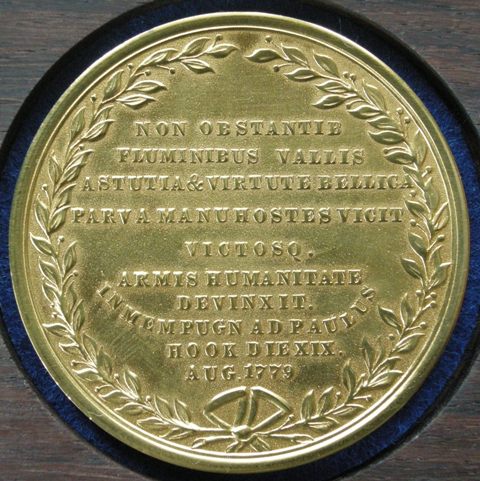 NON OBSTANTIB
FLUMINIBUS VALLIS
ASTUTIA & VIRTUTE BELLICA
PARVA MANU HOSTES VICIT
VICTOSQ.
ARMIS HUMANITATE
DEVINXIT.
IN MEM PUGN AD PAULUS
HOOK DIE XIX.
AUG. 1779